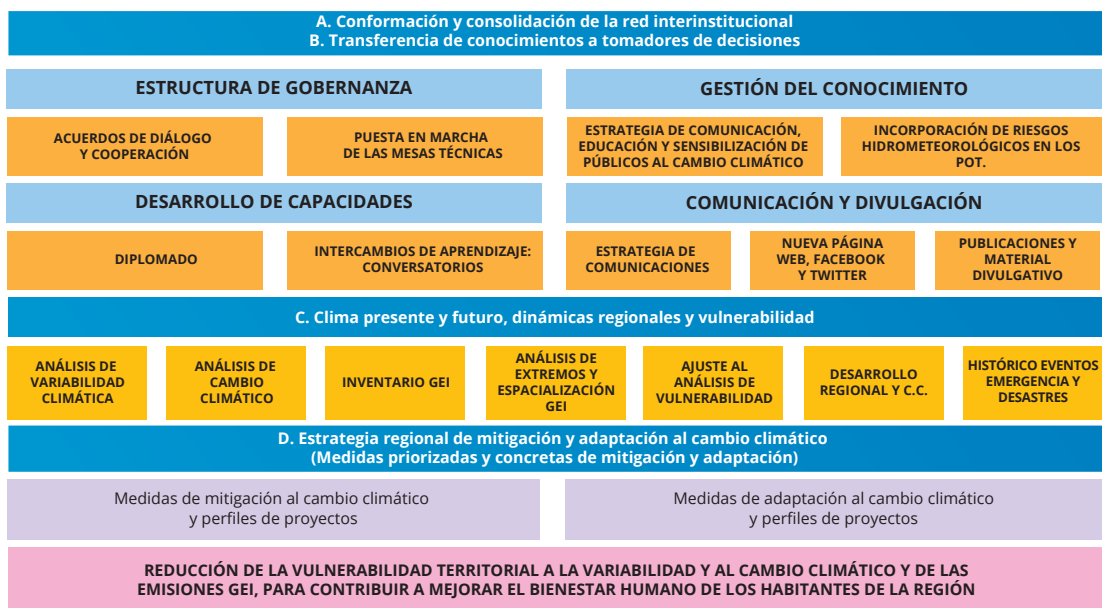 A. Conformación y consolidación de la red interinstitucional
B. Transferencia de conocimientos a tomadores de decisiones
ESTRUCTURA DE GOBERNANZA
GESTIÓN DEL CONOCIMIENTO
ACUERDOS DE DIÁLOGO
Y COOPERACIÓN
PUESTA EN MARCHA
DE LAS MESAS TÉCNICAS
ESTRATEGIA DE COMUNICACIÓN,
EDUCACIÓN Y SENSIBILIZACIÓN DE
PÚBLICOS AL CAMBIO CLIMÁTICO
INCORPORACIÓN DE RIESGOS
HIDROMETEOROLÓGICOS EN LOS
POT.
DESARROLLO DE CAPACIDADES
COMUNICACIÓN Y DIVULGACIÓN
DIPLOMADO
INTERCAMBIOS DE APRENDIZAJE:
CONVERSATORIOS
ESTRATEGIA DE
COMUNICACIONES
NUEVA PÁGINA
WEB, FACEBOOK
Y TWITTER
PUBLICACIONES Y
MATERIAL
DIVULGATIVO
C. Clima presente y futuro, dinámicas regionales y vulnerabilidad
ANÁLISIS DE
VARIABILIDAD
CLIMÁTICA
ANÁLISIS DE
CAMBIO
CLIMÁTICO
INVENTARIO GEI
ANÁLISIS DE
EXTREMOS Y
ESPACIALIZACIÓN
GEI
AJUSTE AL
ANÁLISIS DE
VULNERABILIDAD
DESARROLLO
REGIONAL Y C.C.
HISTÓRICO EVENTOS
EMERGENCIA Y
DESASTRES
D. Estrategia regional de mitigación y adaptación al cambio climático
(Medidas priorizadas y concretas de mitigación y adaptación)
Medidas de mitigación al cambio climático
y perfiles de proyectos
Medidas de adaptación al cambio climático
y perfiles de proyectos
REDUCCIÓN DE LA VULNERABILIDAD TERRITORIAL A LA VARIABILIDAD Y AL CAMBIO CLIMÁTICO Y DE LAS
EMISIONES GEI, PARA CONTRIBUIR A MEJORAR EL BIENESTAR HUMANO DE LOS HABITANTES DE LA REGIÓN